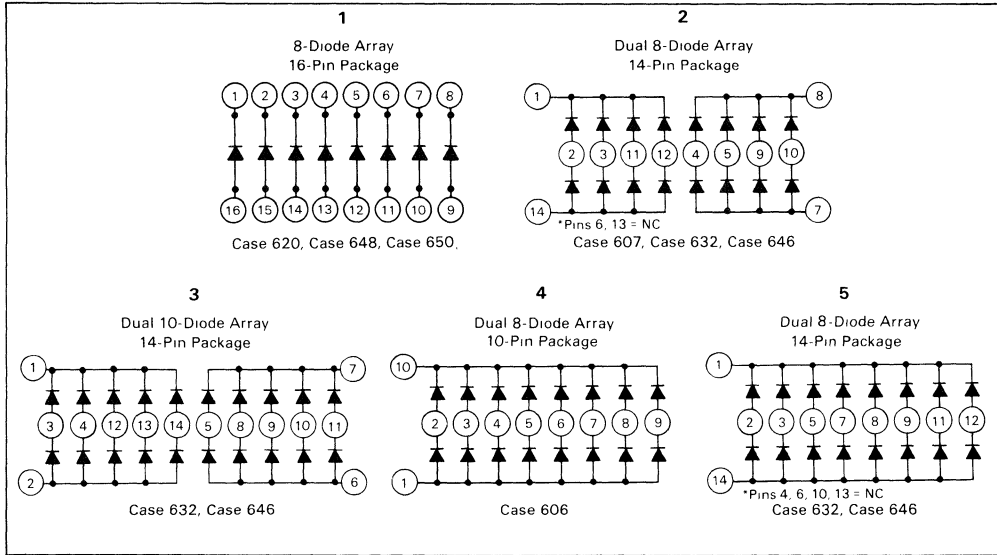 1
8-Diode Array
16-Pin Package
1 2 3 4 5 6 7 8
16 15 14 13 12 11 10 9
Case 620, Case 648, Case 650.
2
Dual 8-Diode Array
14-Pin Package
1 8
2 3 11 12 4 5 9 10
14 7
*Pins 6, 13 = NC
Case 607, Case 632, Case 646
3
Dual 10-Diode Array
14-Pin Package
1 7
3 4 12 13 14 5 8 9 10 11
2 6
Case 632, Case 646
4
Dual 8-Diode Array
10-Pin Package
10
2 3 4 5 6 7 8 9
1
Case 606
5
Dual 8-Diode Array
14-Pin Package
1
2 3 5 7 8 9 11 12
14
*Pins 4, 6, 10, 13 = NC
Case 632, Case 646